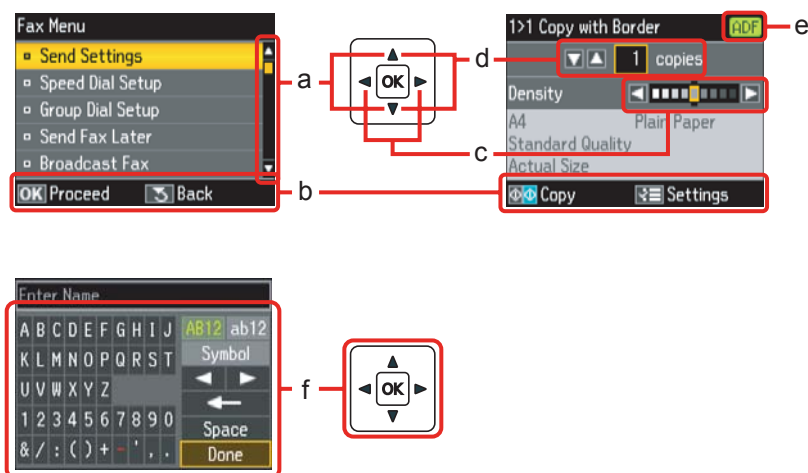 Fax Menu
Send Settings
Speed Dial Setup
Group Dial Setup
Send Fax Later
Broadcast Fax
OK Proceed Back
a
OK
b
d
c
1>1 Copy with Border ADF
e
1 copies
Density
A4 Plain Paper
Standard Quality
Actual Size
Copy Settings
Enter Name
A B C D E F G H I J AB12 ab12
K L M N O P Q R S T Symbol
U V W X Y Z
1 2 3 4 5 6 7 8 9 0 Space
& / : ( ) + - ' , . Done
f
OK